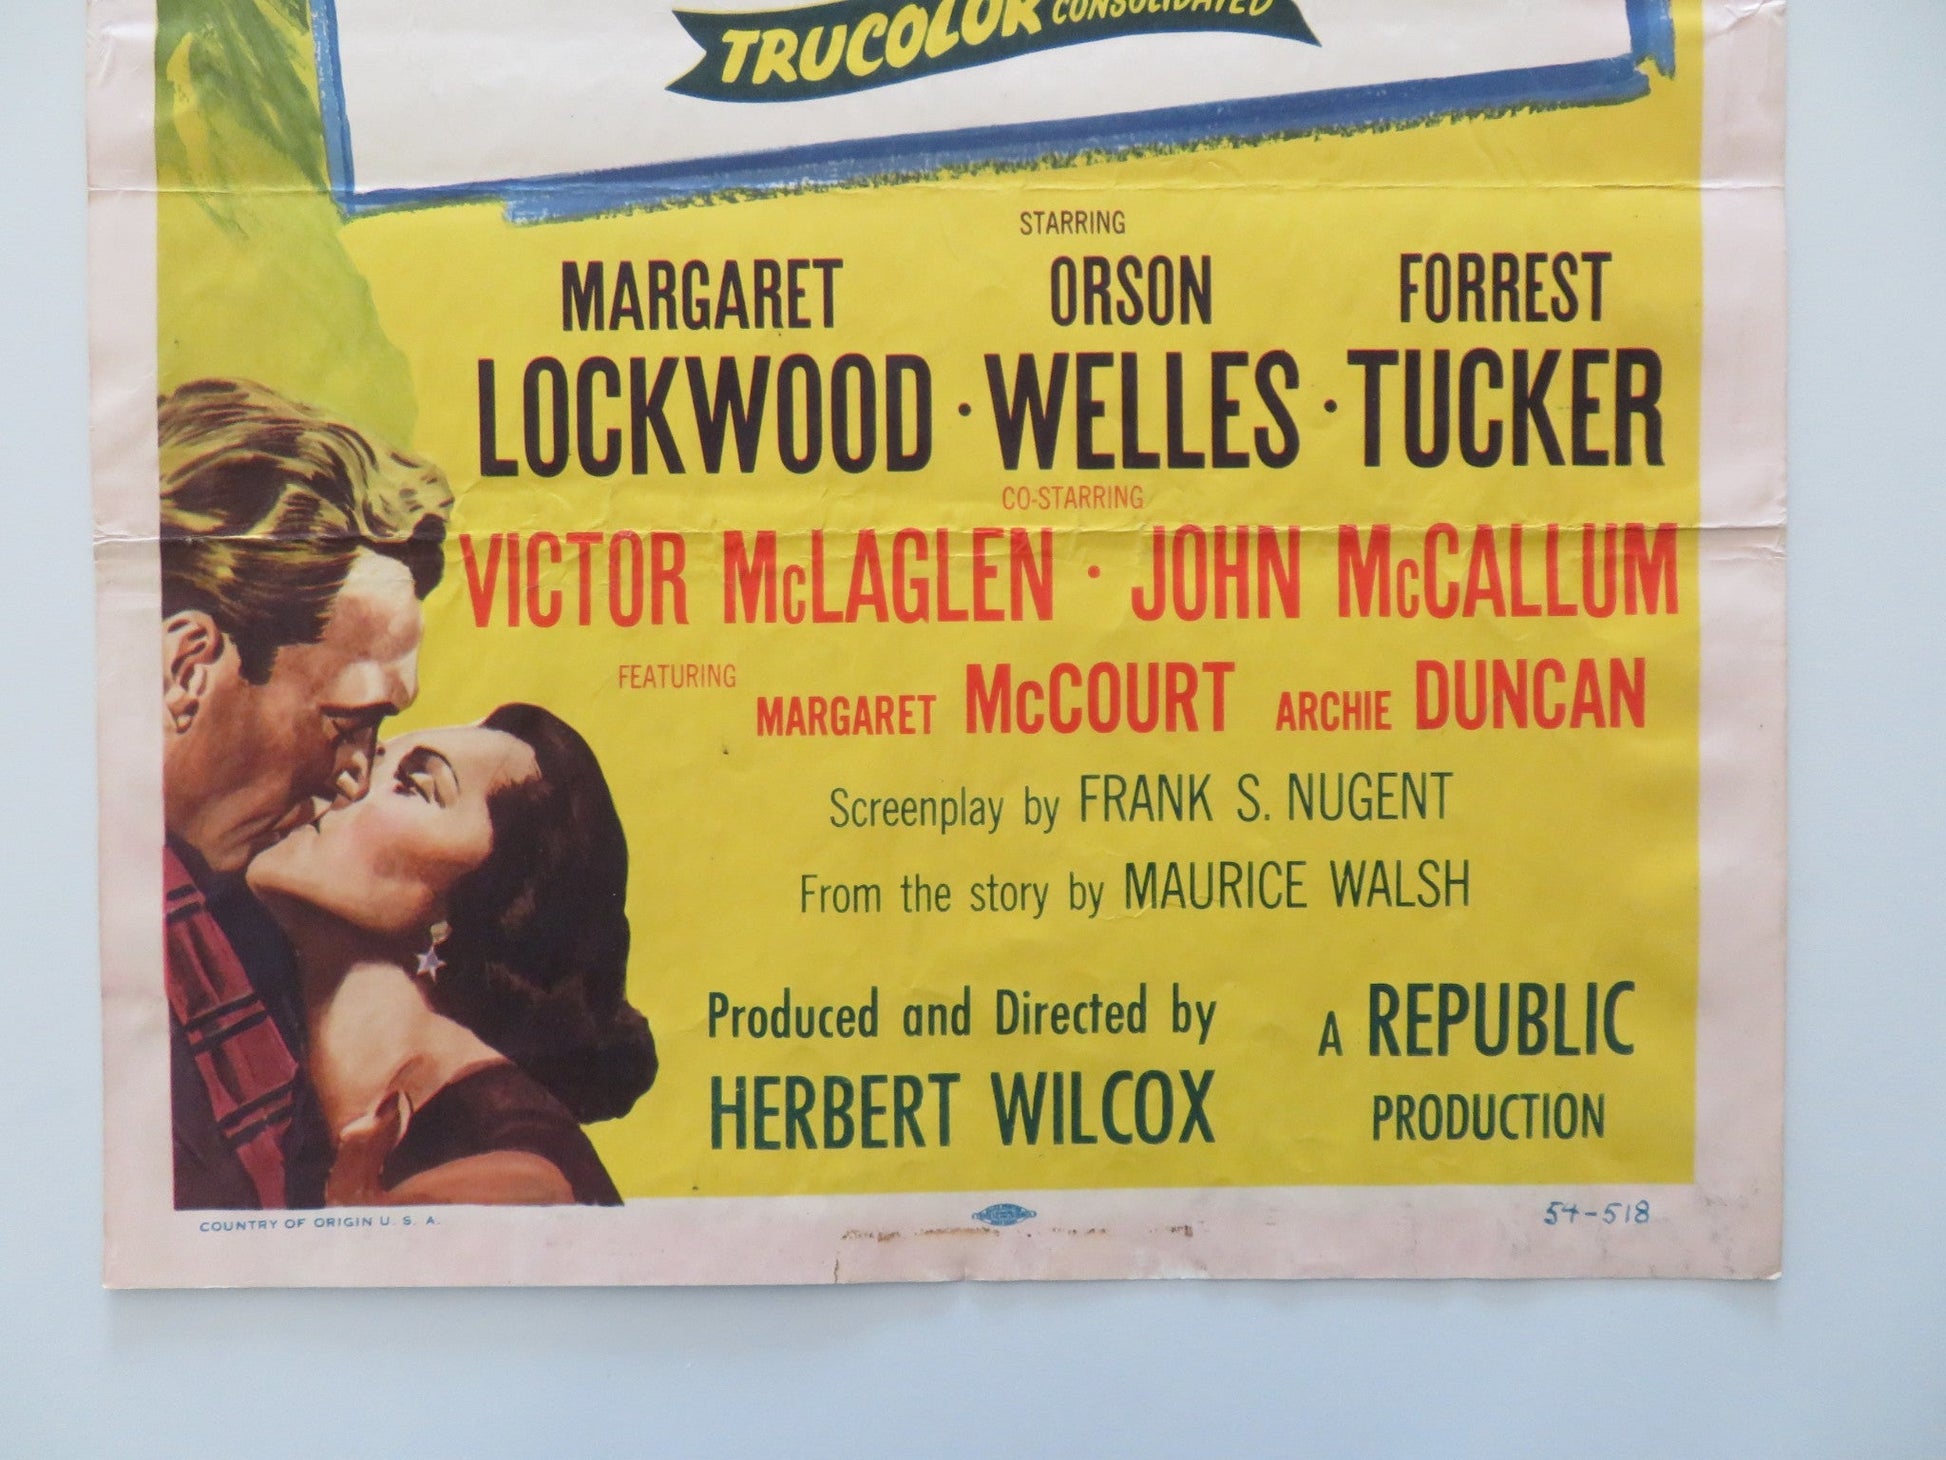 TRUCOLOR CONSOLIDATED
STARRING
MARGARET LOCKWOOD · ORSON WELLES · FORREST TUCKER
CO-STARRING
VICTOR McLAGLEN · JOHN McCALLUM
FEATURING MARGARET McCOURT ARCHIE DUNCAN
Screenplay by FRANK S. NUGENT
From the story by MAURICE WALSH
Produced and Directed by
HERBERT WILCOX
A REPUBLIC
PRODUCTION
COUNTRY OF ORIGIN U. S. A.
54-518